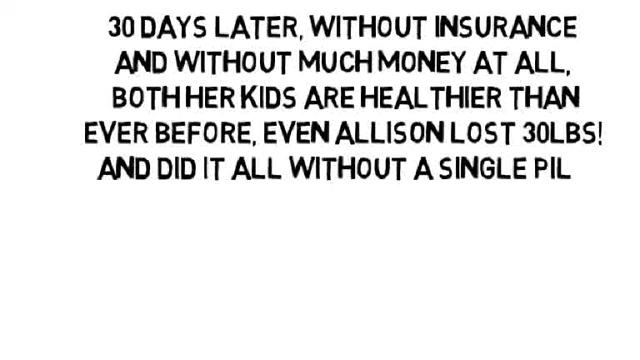 30 DAYS LATER, WITHOUT INSURANCE
AND WITHOUT MUCH MONEY AT ALL,
BOTH HER KIDS ARE HEALTHIER THAN
EVER BEFORE, EVEN ALLISON LOST 30LBS!
AND DID IT ALL WITHOUT A SINGLE PIL